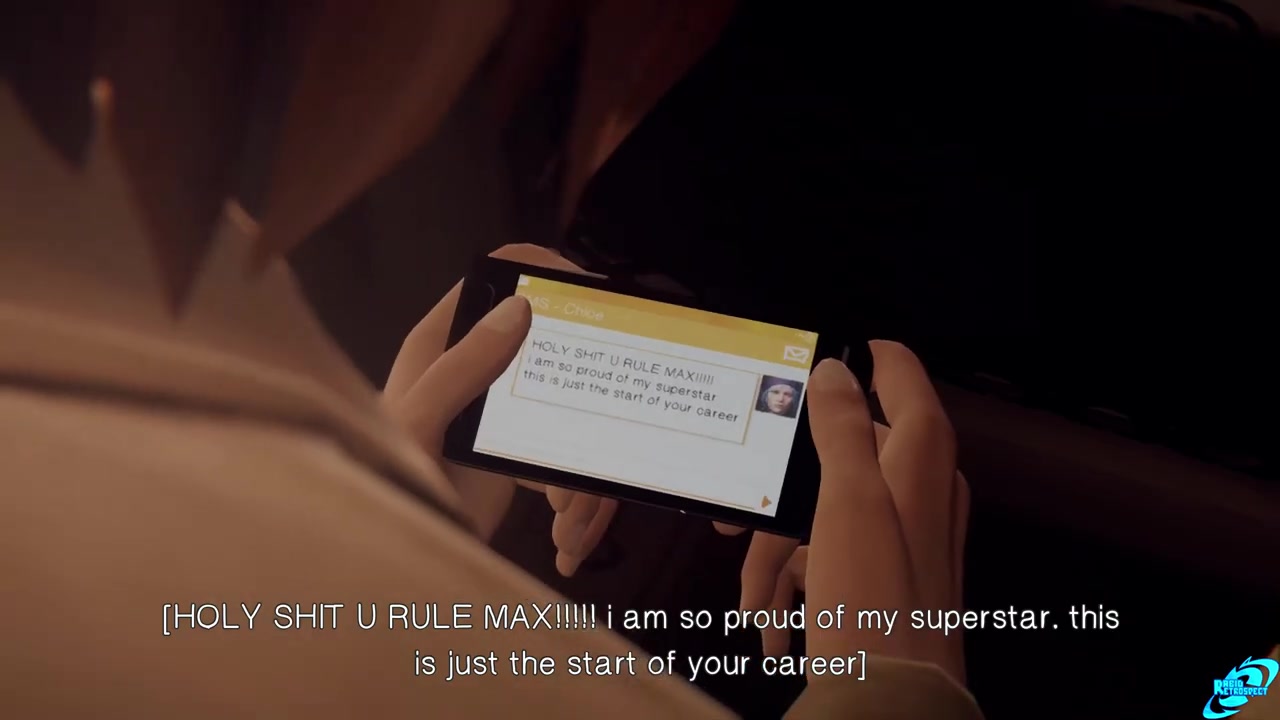 SMS - Chloe
HOLY SHIT U RULE MAX!!!!!
i am so proud of my superstar
this is just the start of your career
[HOLY SHIT U RULE MAX!!!!! i am so proud of my superstar. this
is just the start of your career]
RADIO
RETROSPECT